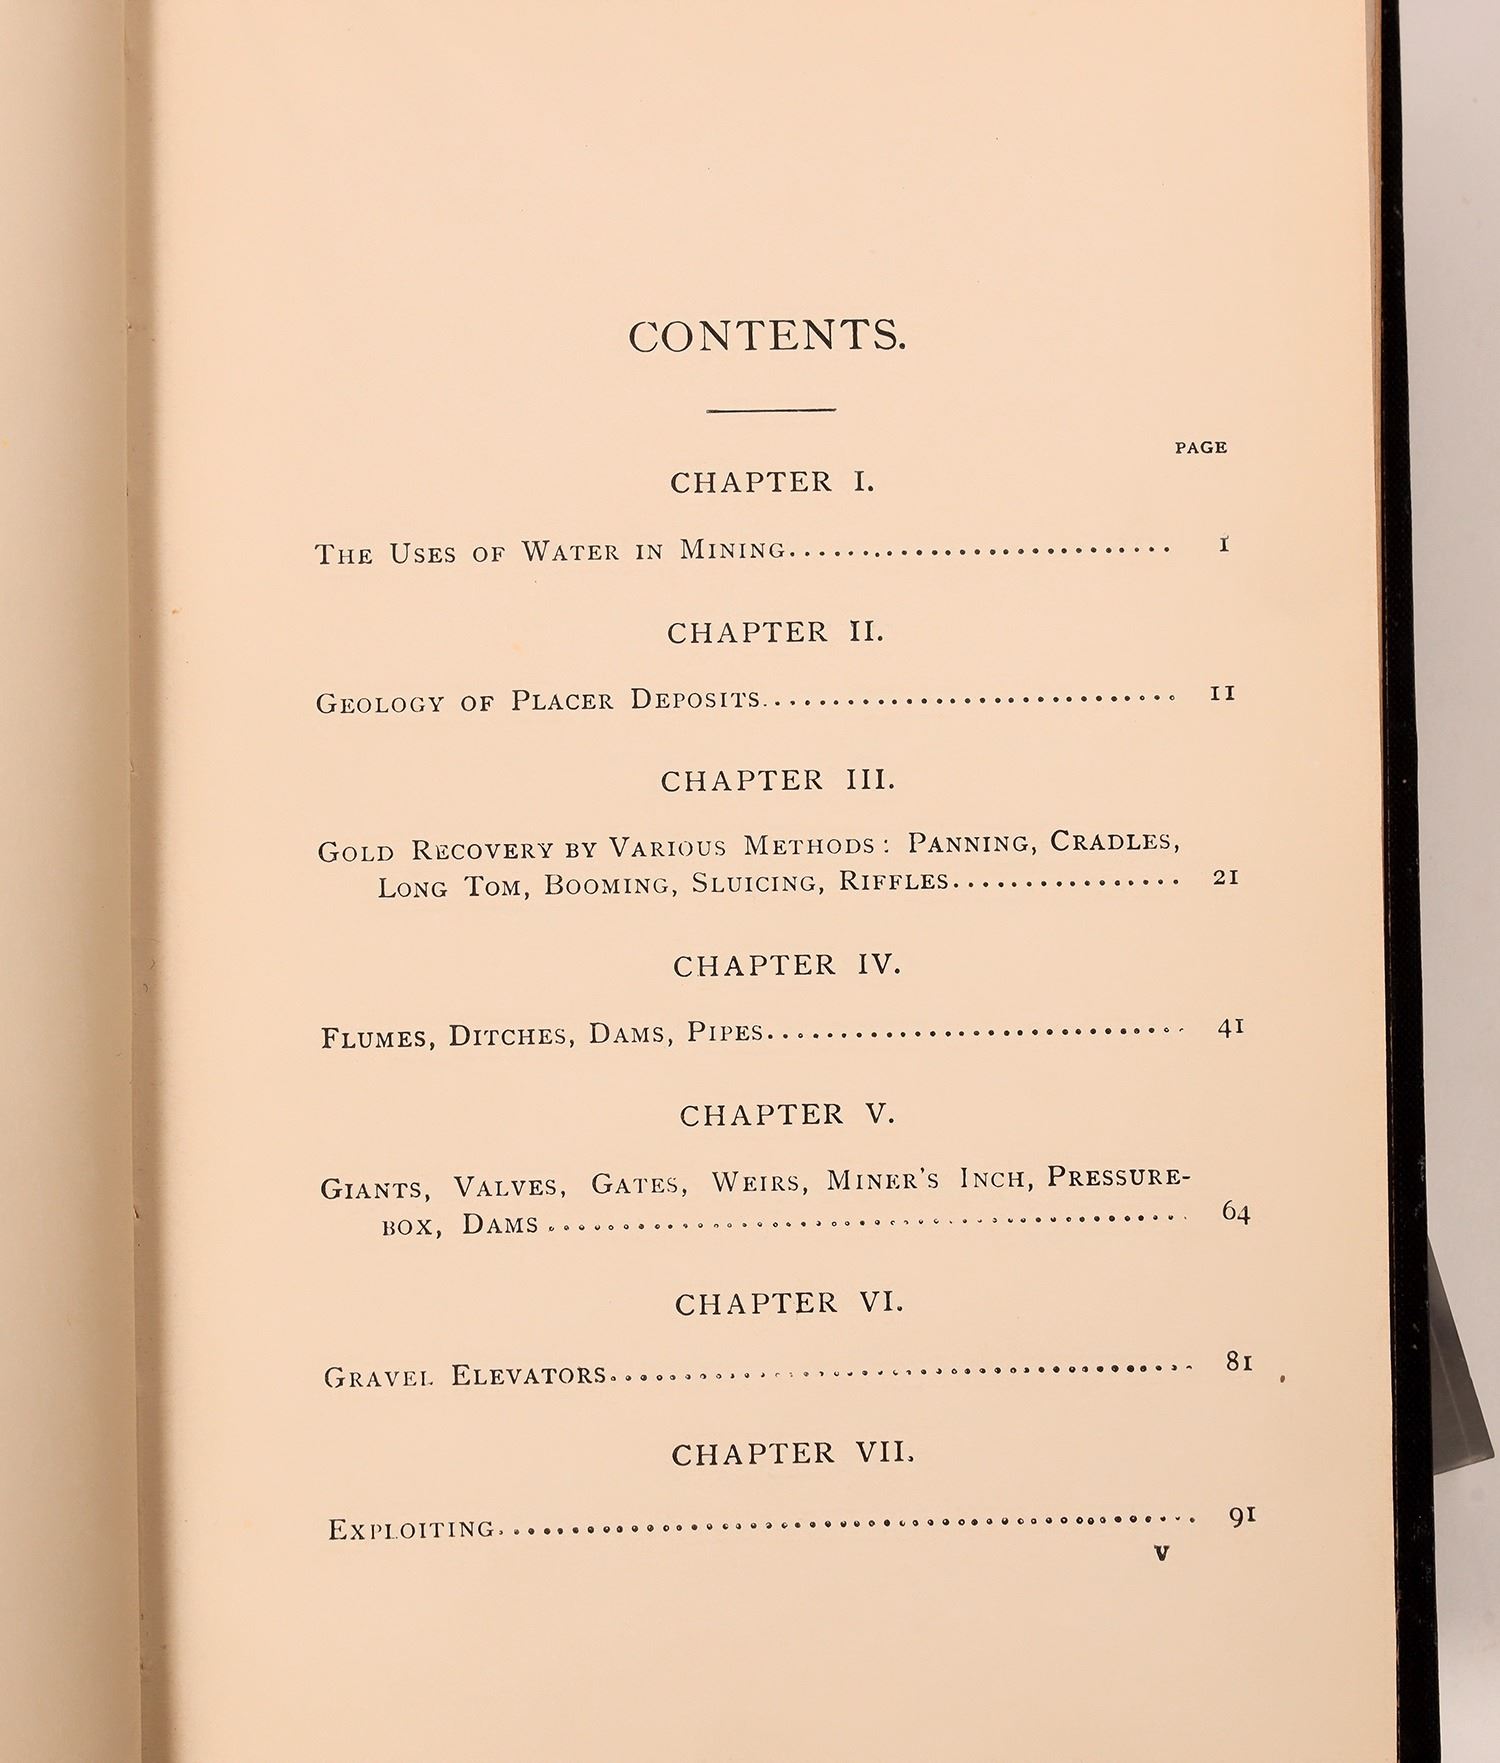 CONTENTS.
PAGE
CHAPTER I.
THE USES OF WATER IN MINING........................... 1
CHAPTER II.
GEOLOGY OF PLACER DEPOSITS............................. 11
CHAPTER III.
GOLD RECOVERY BY VARIOUS METHODS: PANNING, CRADLES,
LONG TOM, BOOMING, SLUICING, RIFFLES................ 21
CHAPTER IV.
FLUMES, DITCHES, DAMS, PIPES............................. 41
CHAPTER V.
GIANTS, VALVES, GATES, WEIRS, MINER'S INCH, PRESSURE-
BOX, DAMS............................................ 64
CHAPTER VI.
GRAVEL ELEVATORS........................................ 81
CHAPTER VII.
EXPLOITING................................................ 91
v